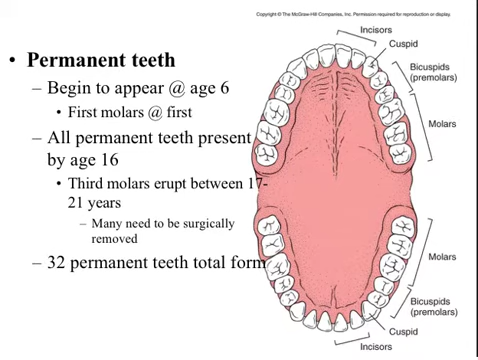 Copyright © The McGraw-Hill Companies, Inc. Permission required for reproduction or display.
• Permanent teeth
– Begin to appear @ age 6
• First molars @ first
– All permanent teeth present
by age 16
• Third molars erupt between 17-
21 years
– Many need to be surgically
removed
– 32 permanent teeth total form
Incisors
Cuspid
Bicuspids
(premolars)
Molars
Molars
Bicuspids
(premolars)
Cuspid
Incisors